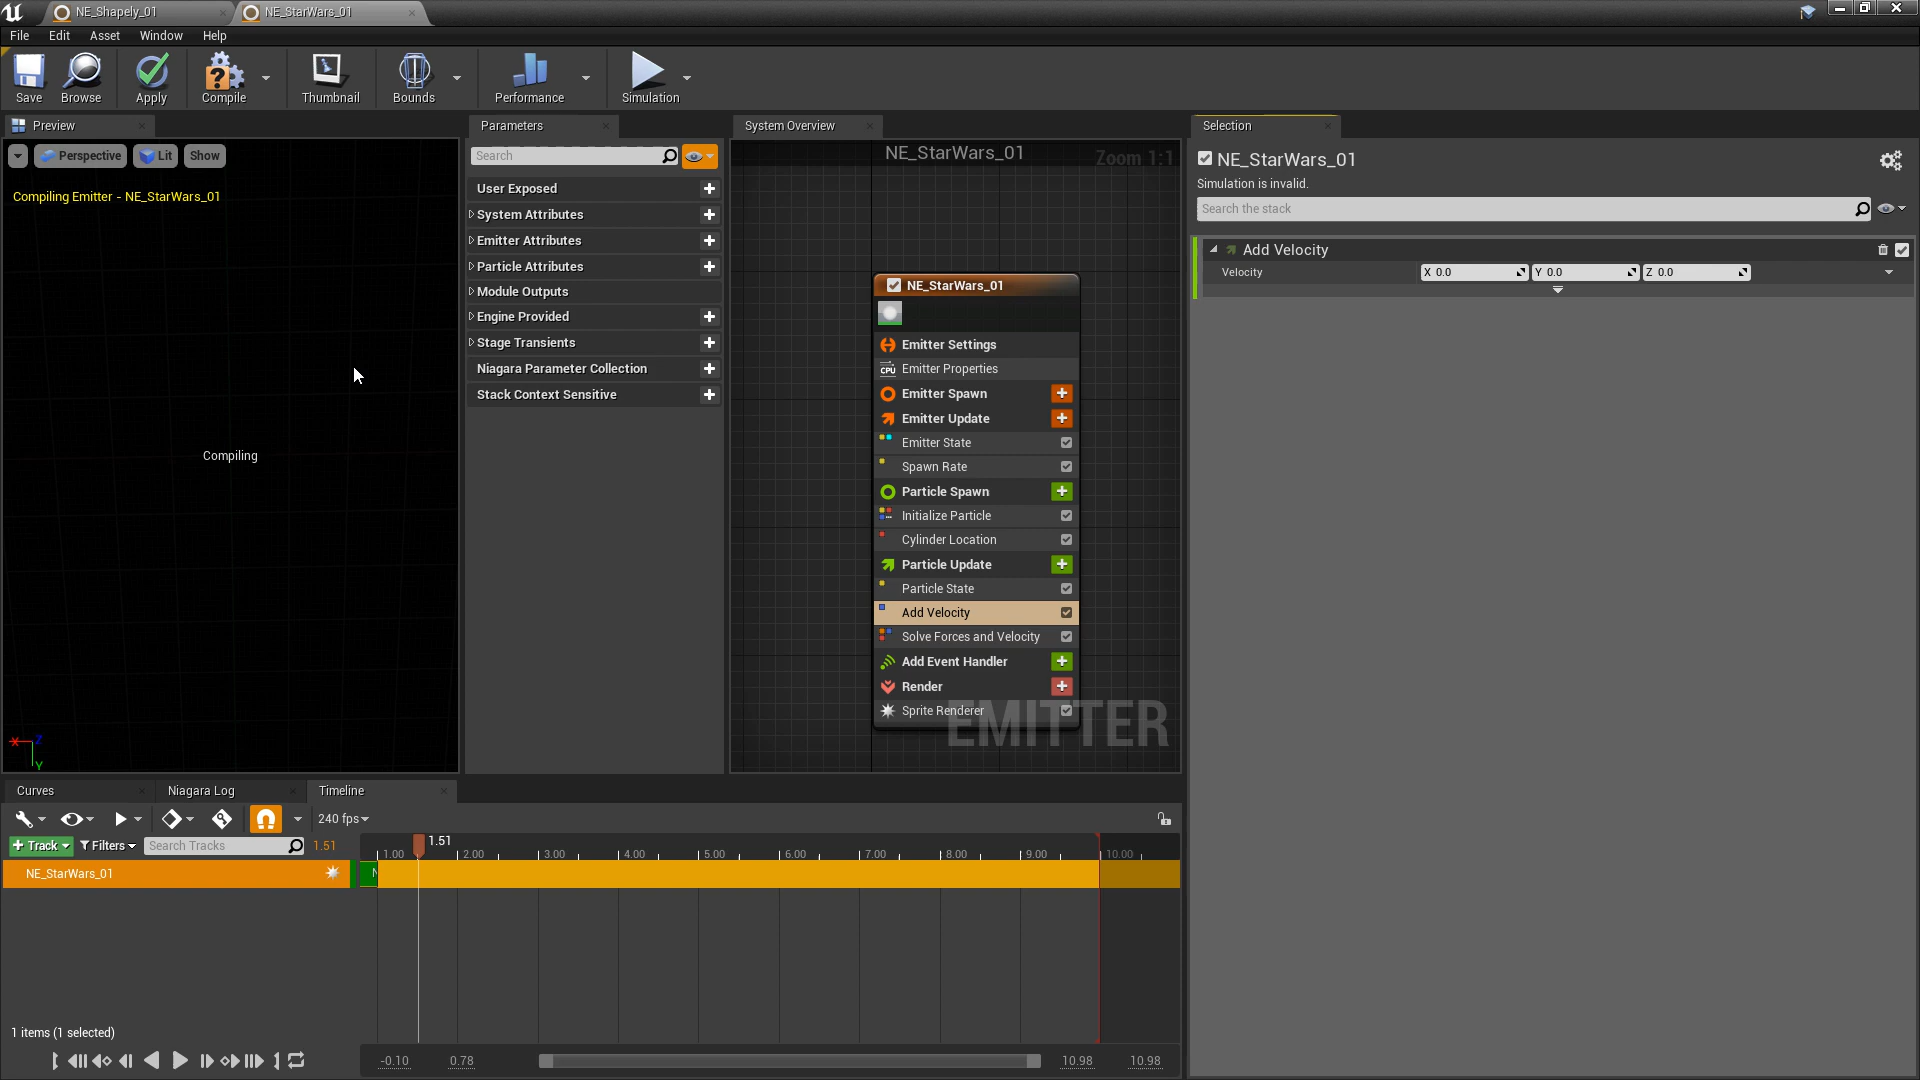 NE_Shapely_01
NE_StarWars_01
File Edit Asset Window Help
Save Browse Apply Compile Thumbnail Bounds Performance Simulation
Preview
Perspective Lit Show
Compiling Emitter - NE_StarWars_01
Compiling
Z
Y
Parameters
Search
User Exposed
System Attributes
Emitter Attributes
Particle Attributes
Module Outputs
Engine Provided
Stage Transients
Niagara Parameter Collection
Stack Context Sensitive
System Overview
NE_StarWars_01
Zoom 1:1
NE_StarWars_01
Emitter Settings
CPU Emitter Properties
Emitter Spawn
Emitter Update
Emitter State
Spawn Rate
Particle Spawn
Initialize Particle
Cylinder Location
Particle Update
Particle State
Add Velocity
Solve Forces and Velocity
Add Event Handler
Render
Sprite Renderer
EMITTER
Selection
NE_StarWars_01
Simulation is invalid.
Search the stack
Add Velocity
Velocity X 0.0 Y 0.0 Z 0.0
Curves Niagara Log Timeline
240 fps
+ Track Filters Search Tracks 1.51
1.51
1.00 2.00 3.00 4.00 5.00 6.00 7.00 8.00 9.00 10.00
NE_StarWars_01
1 items (1 selected)
-0.10 0.78 10.98 10.98